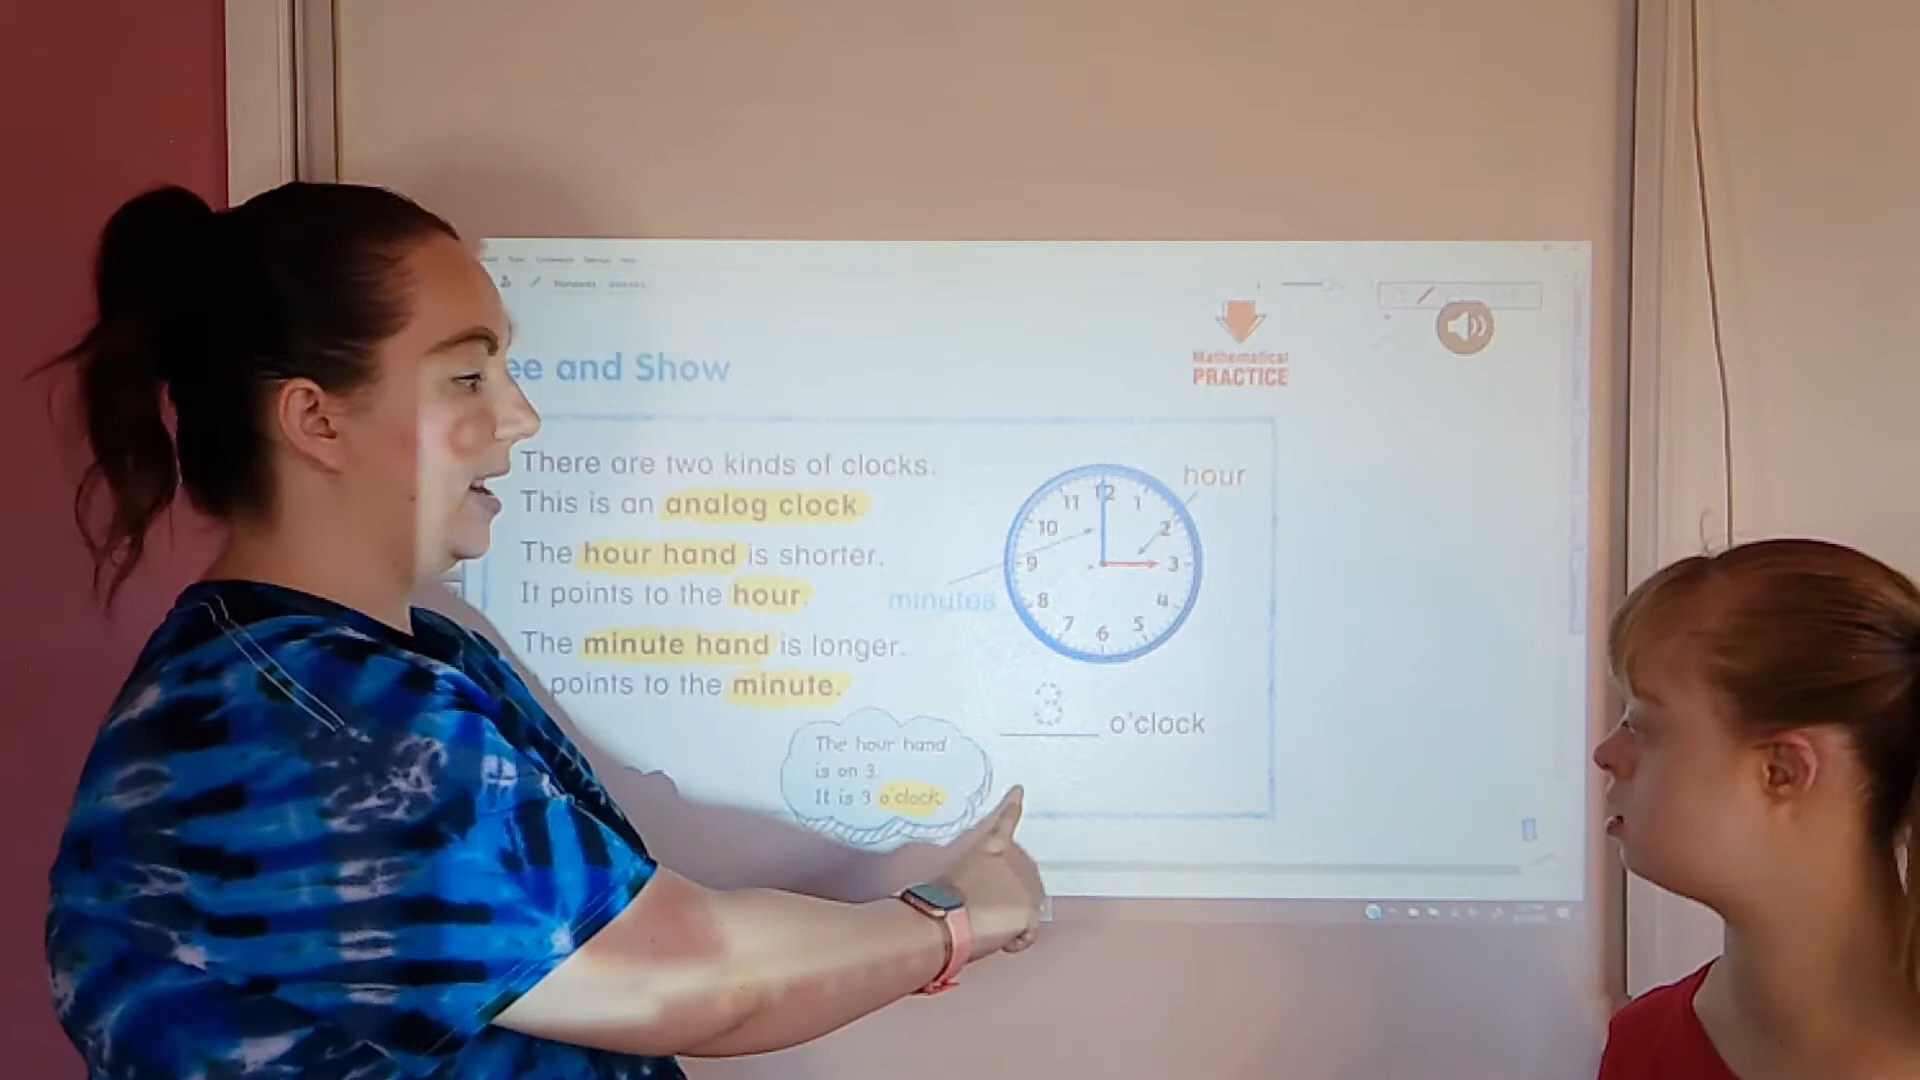 ee and Show
Mathematical
PRACTICE
There are two kinds of clocks.
This is an analog clock.
The hour hand is shorter.
It points to the hour.
The minute hand is longer.
points to the minute.
hour
minutes
12
1
2
3
4
5
6
7
8
9
10
11
3 o'clock
The hour hand
is on 3.
It is 3 o'clock.